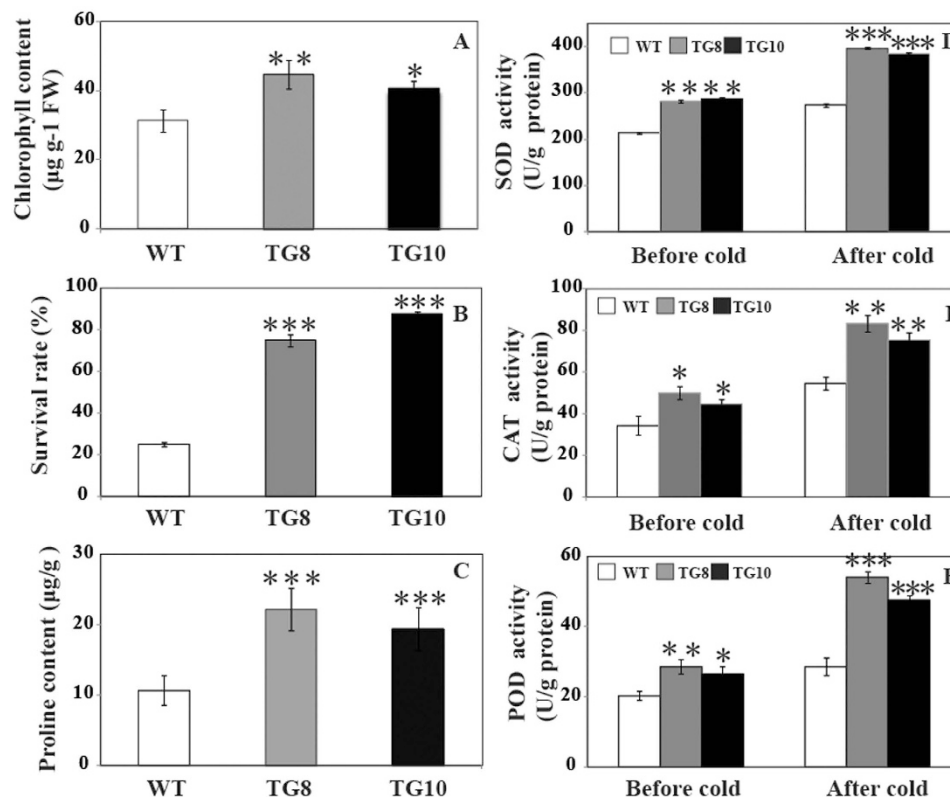 Chlorophyll content
(µg g-1 FW)
60
40
20
0
A
* *
*
WT TG8 TG10
Survival rate (%)
100
80
60
40
20
0
B
***
***
WT TG8 TG10
Proline content (µg/g)
30
20
10
0
C
***
***
WT TG8 TG10
SOD activity
(U/g protein)
400
300
200
100
0
WT TG8 TG10
* * * *
*** ***
Before cold After cold
CAT activity
(U/g protein)
80
60
40
20
0
WT TG8 TG10
* *
* * **
Before cold After cold
POD activity
(U/g protein)
60
40
20
0
WT TG8 TG10
* * *
*** ***
Before cold After cold